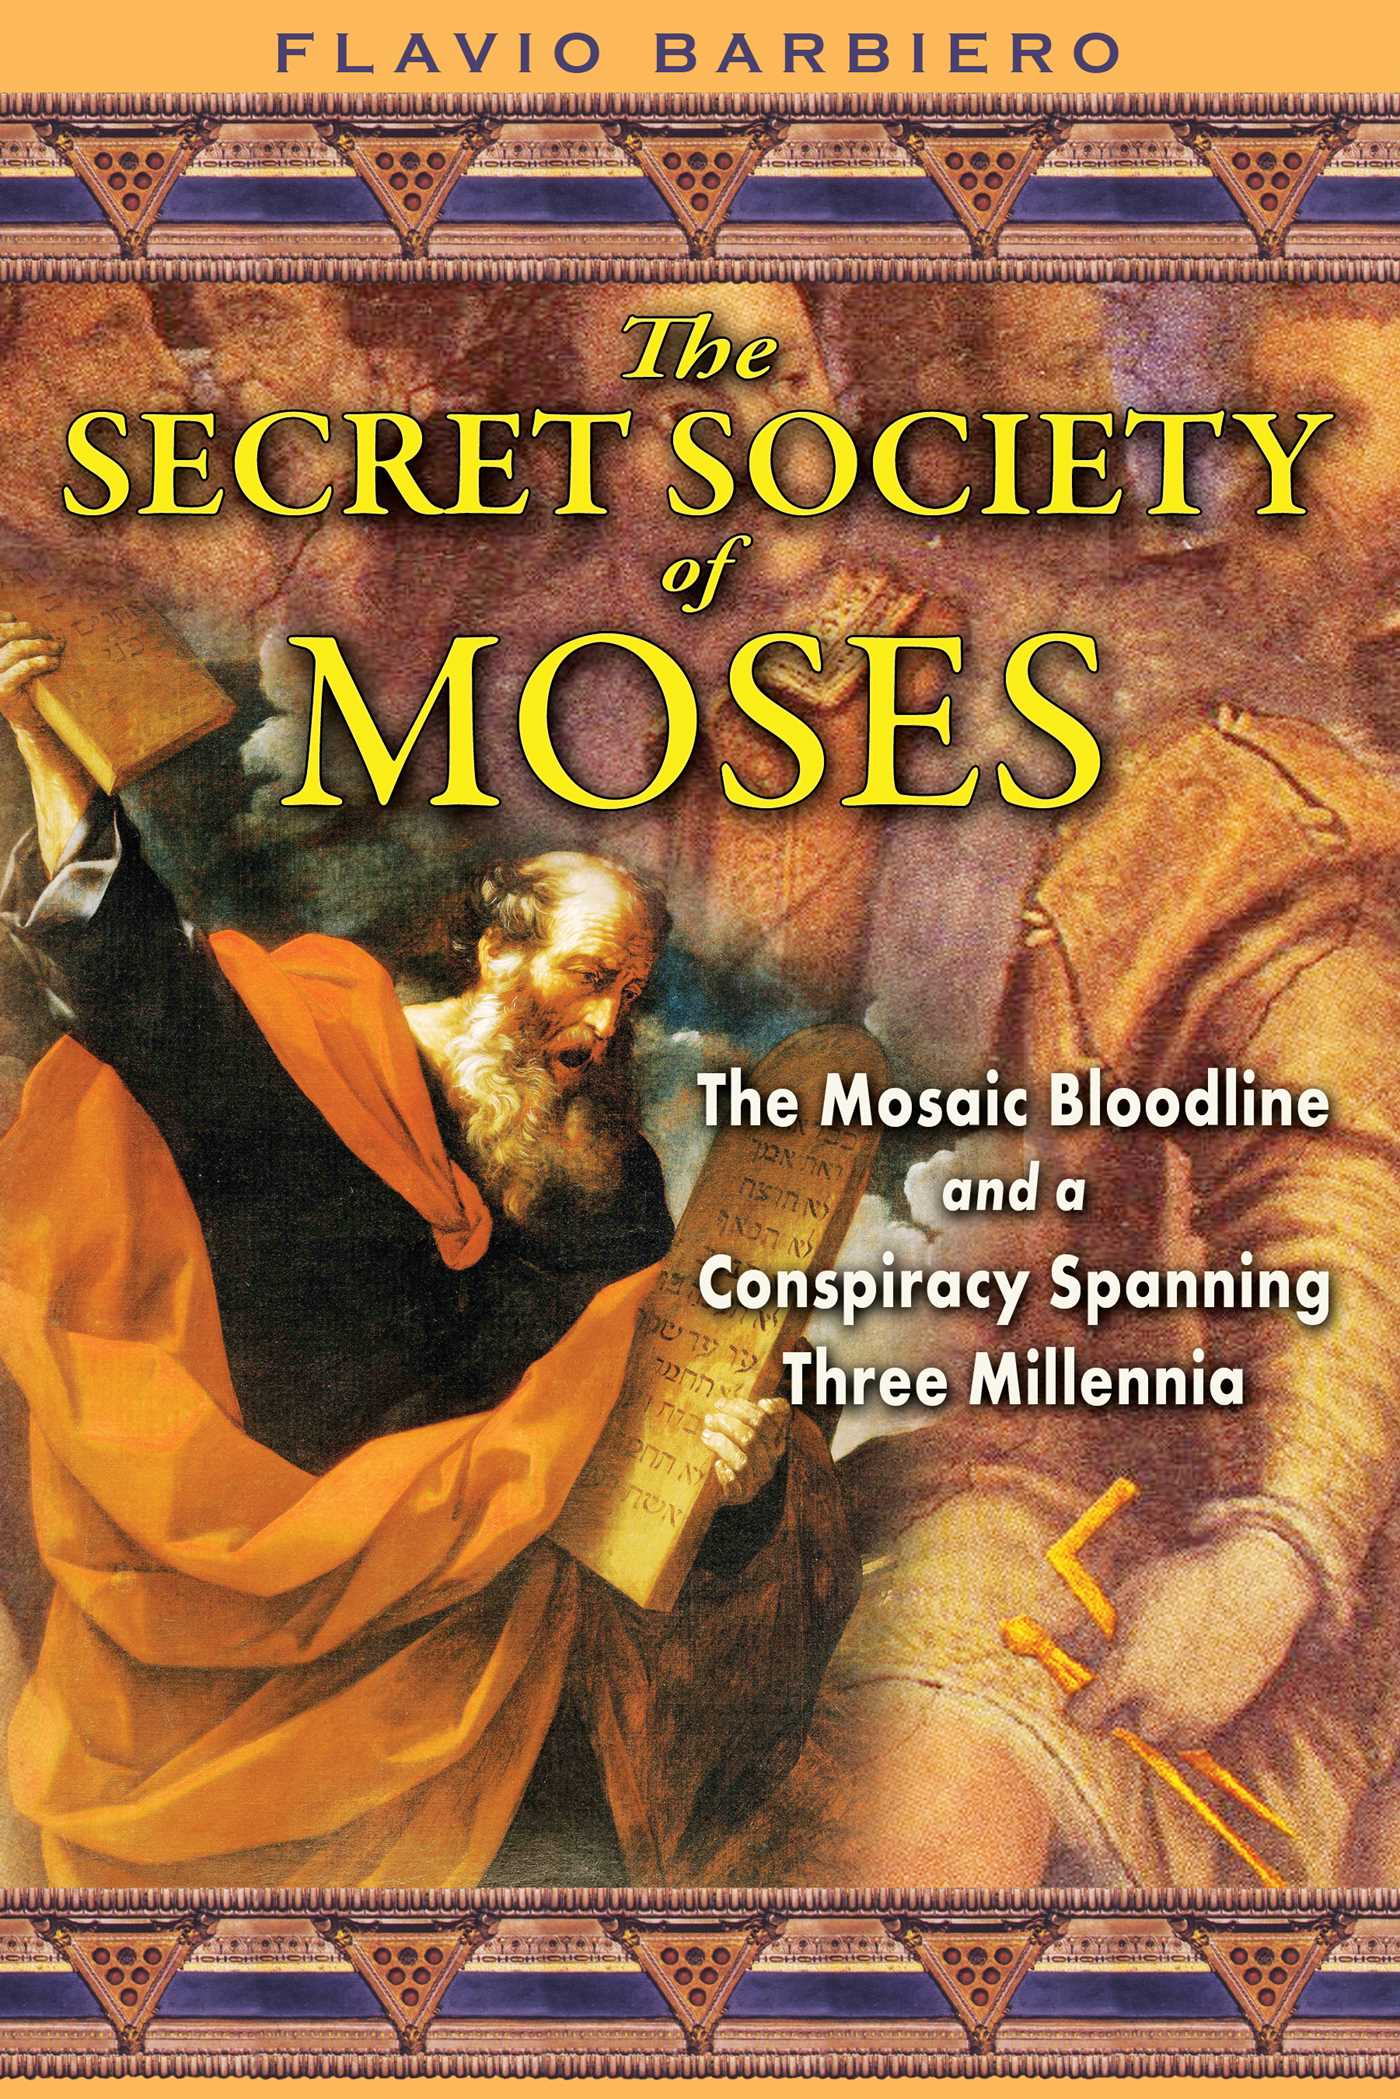 FLAVIO BARBIERO
The
SECRET SOCIETY
of
MOSES
The Mosaic Bloodline
and a
Conspiracy Spanning
Three Millennia